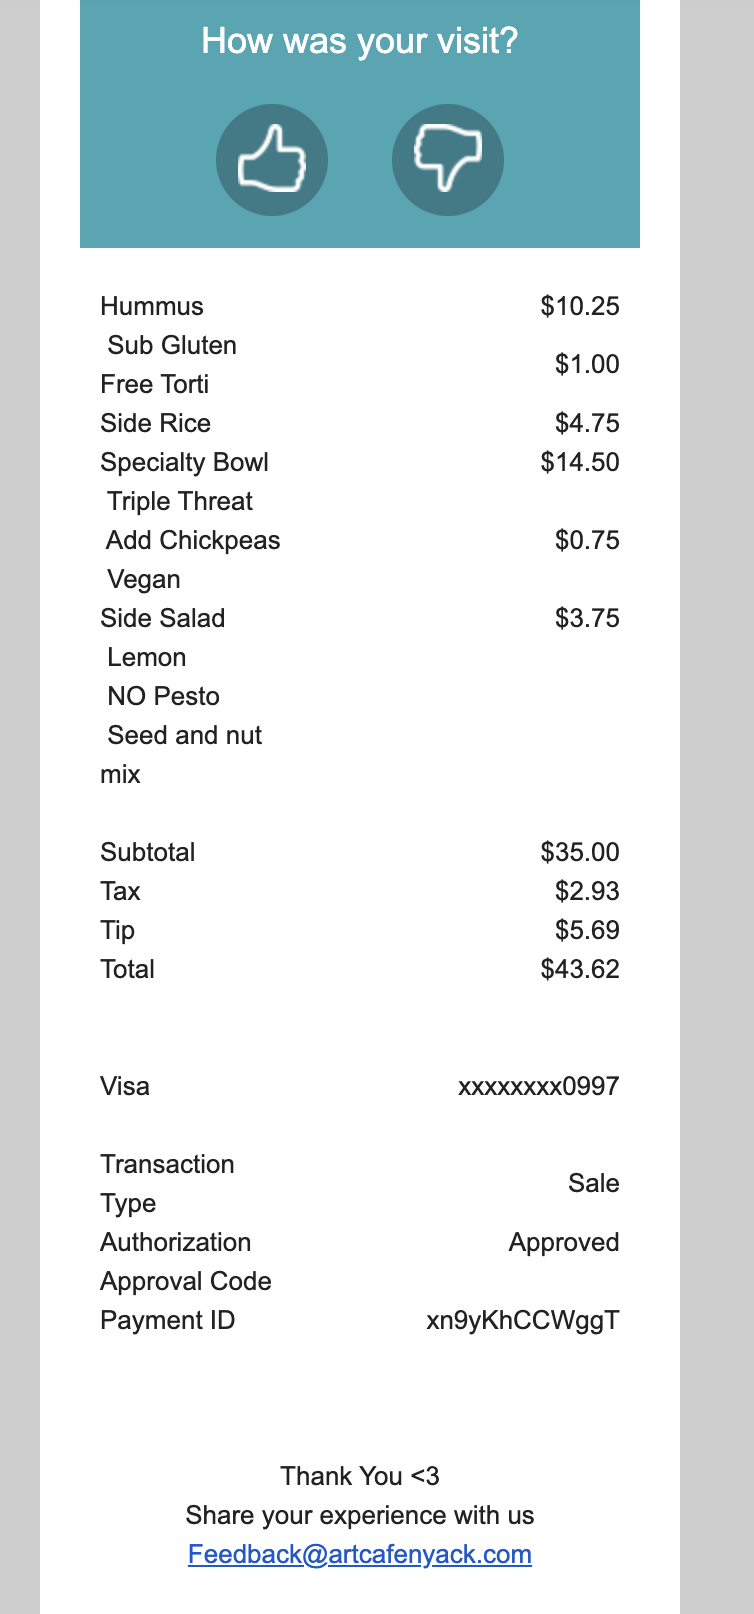 How was your visit?
Hummus $10.25
Sub Gluten
Free Torti $1.00
Side Rice $4.75
Specialty Bowl $14.50
Triple Threat
Add Chickpeas $0.75
Vegan
Side Salad $3.75
Lemon
NO Pesto
Seed and nut
mix
Subtotal $35.00
Tax $2.93
Tip $5.69
Total $43.62
Visa xxxxxxxx0997
Transaction
Type Sale
Authorization Approved
Approval Code
Payment ID xn9yKhCCWggT
Thank You <3
Share your experience with us
Feedback@artcafenyack.com